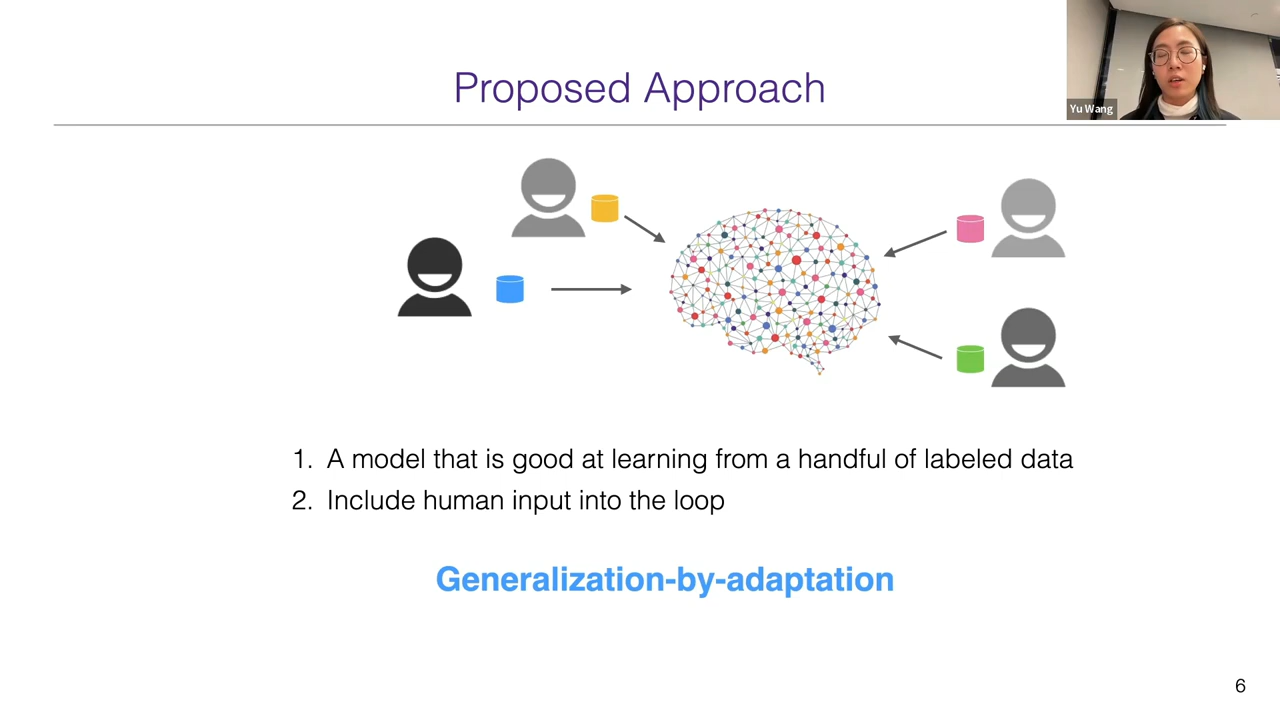 Proposed Approach
Yu Wang
1. A model that is good at learning from a handful of labeled data
2. Include human input into the loop
Generalization-by-adaptation
6